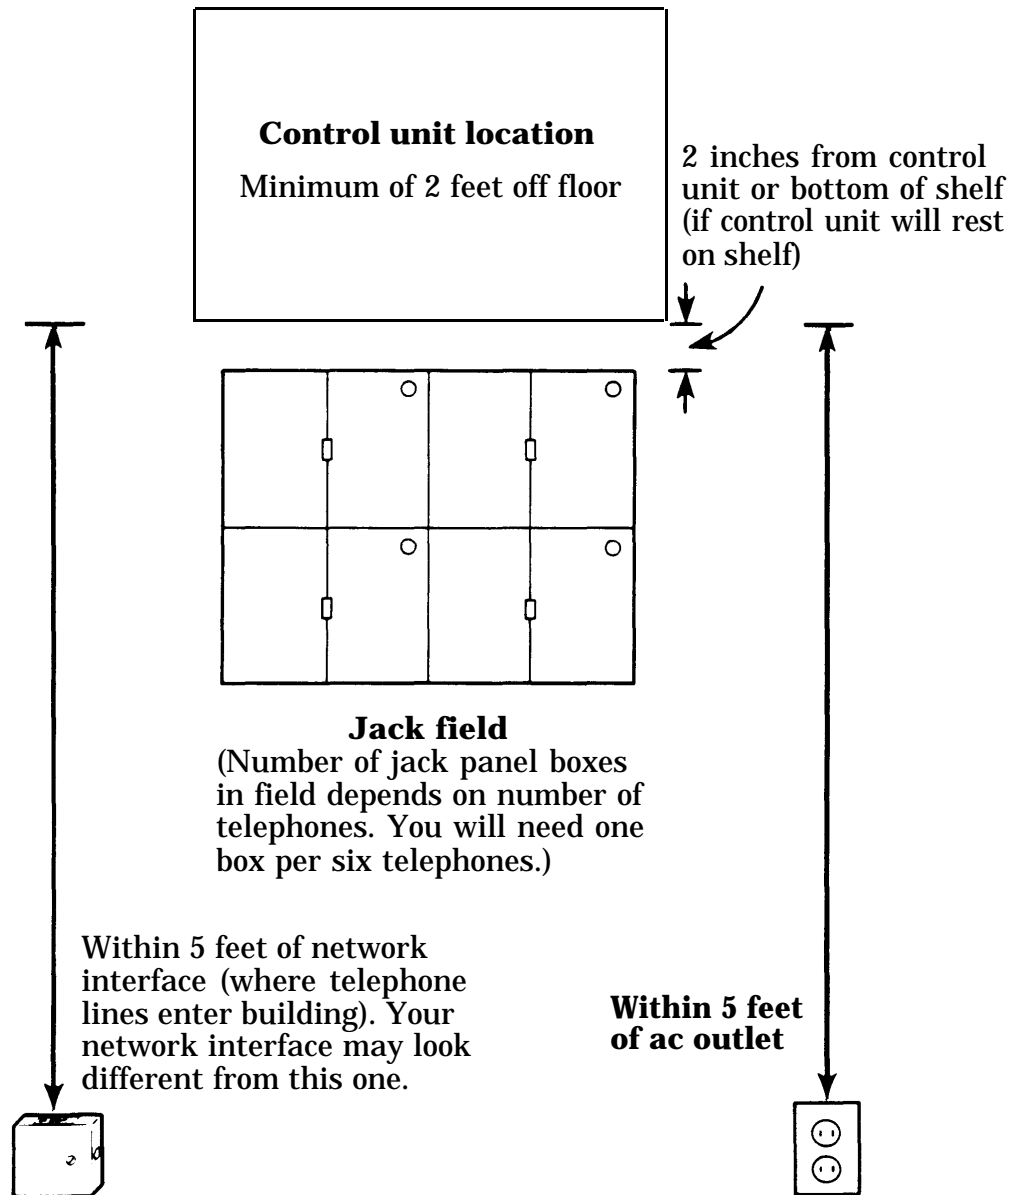 Control unit location
Minimum of 2 feet off floor
2 inches from control
unit or bottom of shelf
(if control unit will rest
on shelf)
Jack field
(Number of jack panel boxes
in field depends on number of
telephones. You will need one
box per six telephones.)
Within 5 feet of network
interface (where telephone
lines enter building). Your
network interface may look
different from this one.
Within 5 feet
of ac outlet